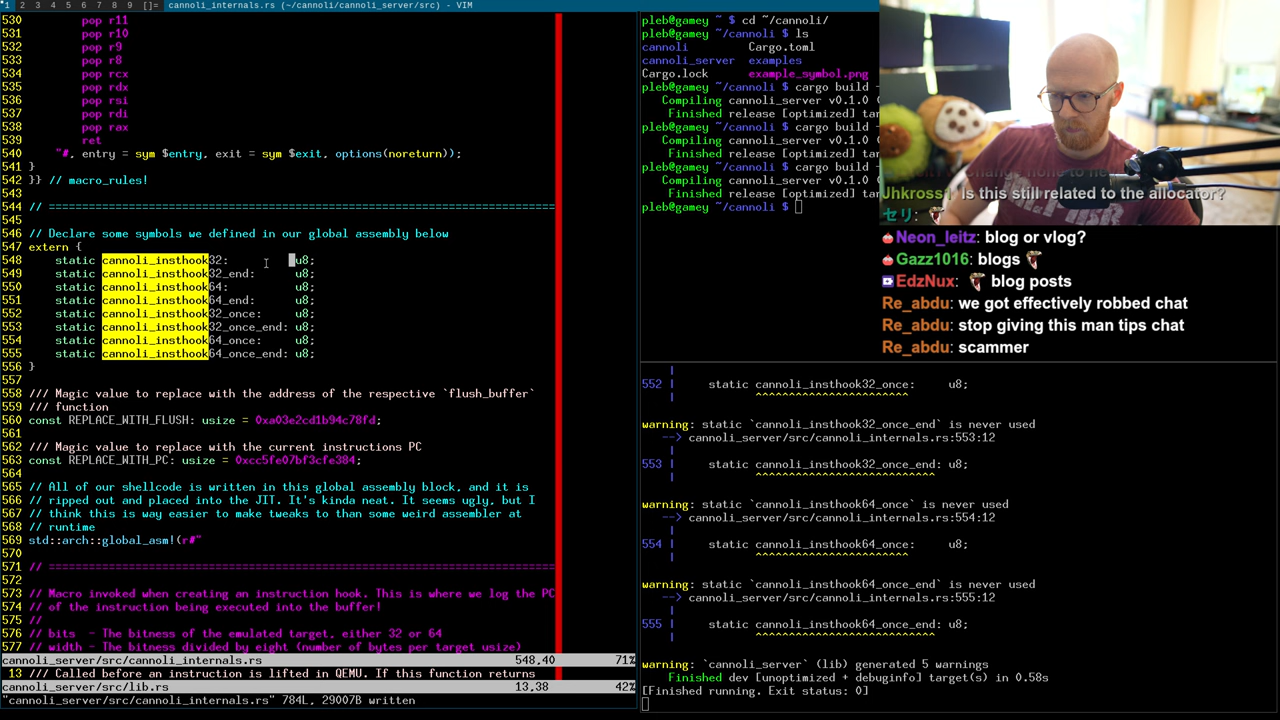 1 2 3 4 5 6 7 8 9 []= cannoli_internals.rs (~/cannoli/cannoli_server/src) - VIM
530 pop r11
531 pop r10
532 pop r9
533 pop r8
534 pop rcx
535 pop rdx
536 pop rsi
537 pop rdi
538 pop rax
539 ret
540 "#, entry = sym $entry, exit = sym $exit, options(noreturn));
541 }
542 }} // macro_rules!
543
544 // ===========================================================================
545
546 // Declare some symbols we defined in our global assembly below
547 extern {
548 static cannoli_insthook32: u8;
549 static cannoli_insthook32_end: u8;
550 static cannoli_insthook64: u8;
551 static cannoli_insthook64_end: u8;
552 static cannoli_insthook32_once: u8;
553 static cannoli_insthook32_once_end: u8;
554 static cannoli_insthook64_once: u8;
555 static cannoli_insthook64_once_end: u8;
556 }
557
558 /// Magic value to replace with the address of the respective `flush_buffer`
559 /// function
560 const REPLACE_WITH_FLUSH: usize = 0xa03e2cd1b94c78fd;
561
562 /// Magic value to replace with the current instructions PC
563 const REPLACE_WITH_PC: usize = 0xcc5fe07bf3cfe384;
564
565 // All of our shellcode is written in this global assembly block, and it is
566 // ripped out and placed into the JIT. It's kinda neat. It seems ugly, but I
567 // think this is way easier to make tweaks to than some weird assembler at
568 // runtime
569 std::arch::global_asm!(r#"
570
571 // ===========================================================================
572
573 // Macro invoked when creating an instruction hook. This is where we log the PC
574 // of the instruction being executed into the buffer!
575 //
576 // bits - The bitness of the emulated target, either 32 or 64
577 // width - The bitness divided by eight (number of bytes per target usize)
cannoli_server/src/cannoli_internals.rs 548,40 71%
13 /// Called before an instruction is lifted in QEMU. If this function returns
cannoli_server/src/lib.rs 13,38 42%
"cannoli_server/src/cannoli_internals.rs" 784L, 29007B written
pleb@gamey ~ $ cd ~/cannoli/
pleb@gamey ~/cannoli $ ls
cannoli Cargo.toml
cannoli_server examples
Cargo.lock example_symbol.png
pleb@gamey ~/cannoli $ cargo build -
Compiling cannoli_server v0.1.0 (
Finished release [optimized] tar
pleb@gamey ~/cannoli $ cargo build -
Compiling cannoli_server v0.1.0 (
Finished release [optimized] tar
pleb@gamey ~/cannoli $ cargo build -
Compiling cannoli_server v0.1.0 (
Finished release [optimized] ta
pleb@gamey ~/cannoli $
Jhkross1 Is this still related to the allocator?
セリ:
Neon_leitz: blog or vlog?
Gazz1016: blogs
EdzNux: blog posts
Re_abdu: we got effectively robbed chat
Re_abdu: stop giving this man tips chat
Re_abdu: scammer
|
552 | static cannoli_insthook32_once: u8;
| ^^^^^^^^^^^^^^^^^^^^^^^
warning: static `cannoli_insthook32_once_end` is never used
--> cannoli_server/src/cannoli_internals.rs:553:12
|
553 | static cannoli_insthook32_once_end: u8;
| ^^^^^^^^^^^^^^^^^^^^^^^^^^^
warning: static `cannoli_insthook64_once` is never used
--> cannoli_server/src/cannoli_internals.rs:554:12
|
554 | static cannoli_insthook64_once: u8;
| ^^^^^^^^^^^^^^^^^^^^^^^
warning: static `cannoli_insthook64_once_end` is never used
--> cannoli_server/src/cannoli_internals.rs:555:12
|
555 | static cannoli_insthook64_once_end: u8;
| ^^^^^^^^^^^^^^^^^^^^^^^^^^^
warning: `cannoli_server` (lib) generated 5 warnings
Finished dev [unoptimized + debuginfo] target(s) in 0.58s
[Finished running. Exit status: 0]